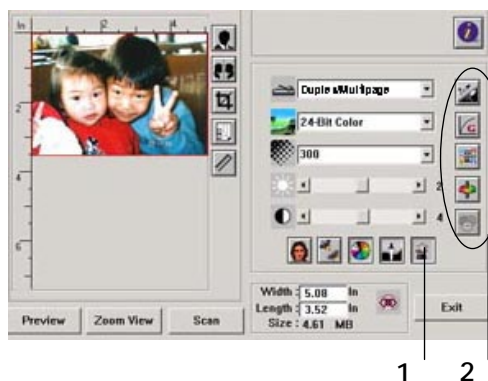 in 2 4
2
4
6
Duplex/Multipage
24-Bit Color
300
2
4
G
i
Preview Zoom View Scan
Width : 5.08 In
Length : 3.52 In
Size : 4.61 MB
Exit
1 2